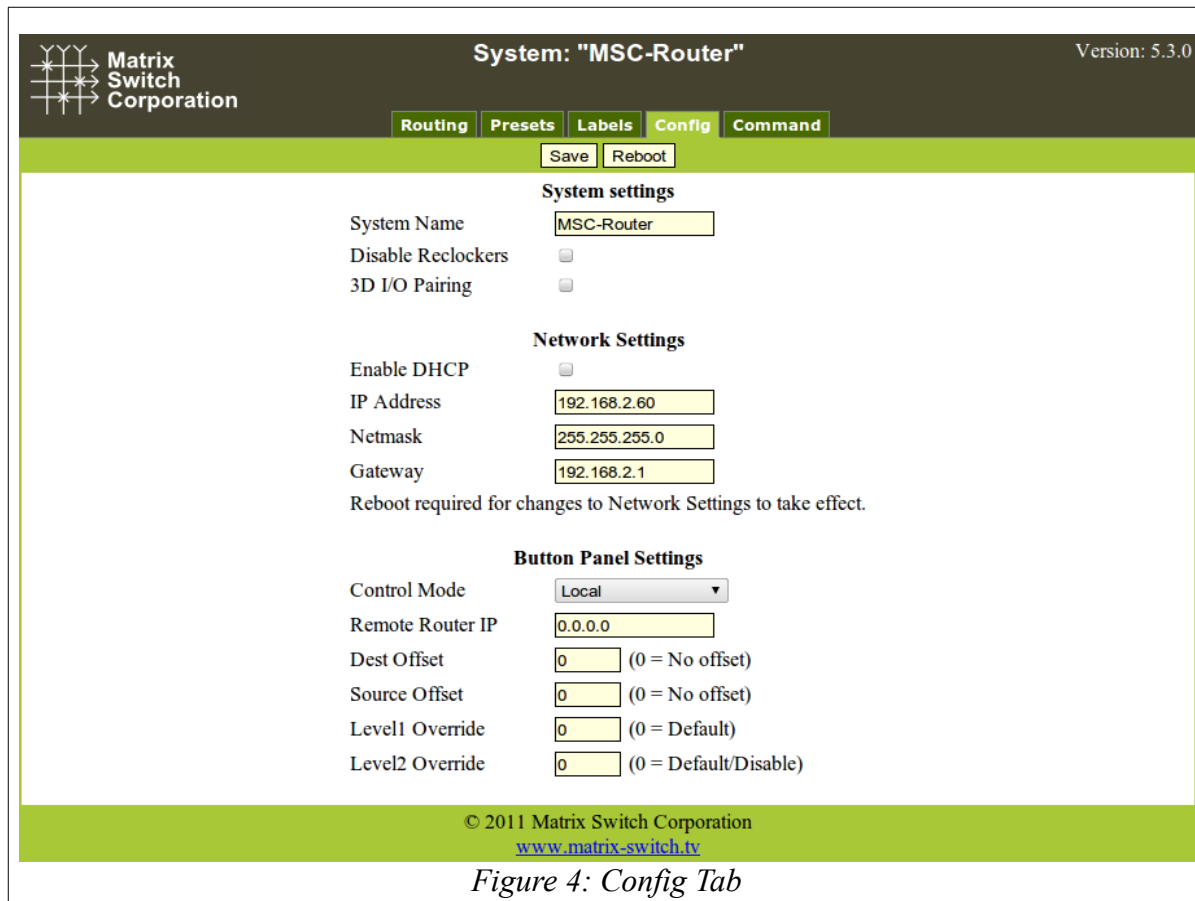 Matrix
Switch
Corporation
System: "MSC-Router"
Version: 5.3.0
Routing Presets Labels Config Command
Save Reboot
System settings
System Name MSC-Router
Disable Reclockers
3D I/O Pairing
Network Settings
Enable DHCP
IP Address 192.168.2.60
Netmask 255.255.255.0
Gateway 192.168.2.1
Reboot required for changes to Network Settings to take effect.
Button Panel Settings
Control Mode Local
Remote Router IP 0.0.0.0
Dest Offset 0 (0 = No offset)
Source Offset 0 (0 = No offset)
Level1 Override 0 (0 = Default)
Level2 Override 0 (0 = Default/Disable)
© 2011 Matrix Switch Corporation
www.matrix-switch.tv
Figure 4: Config Tab